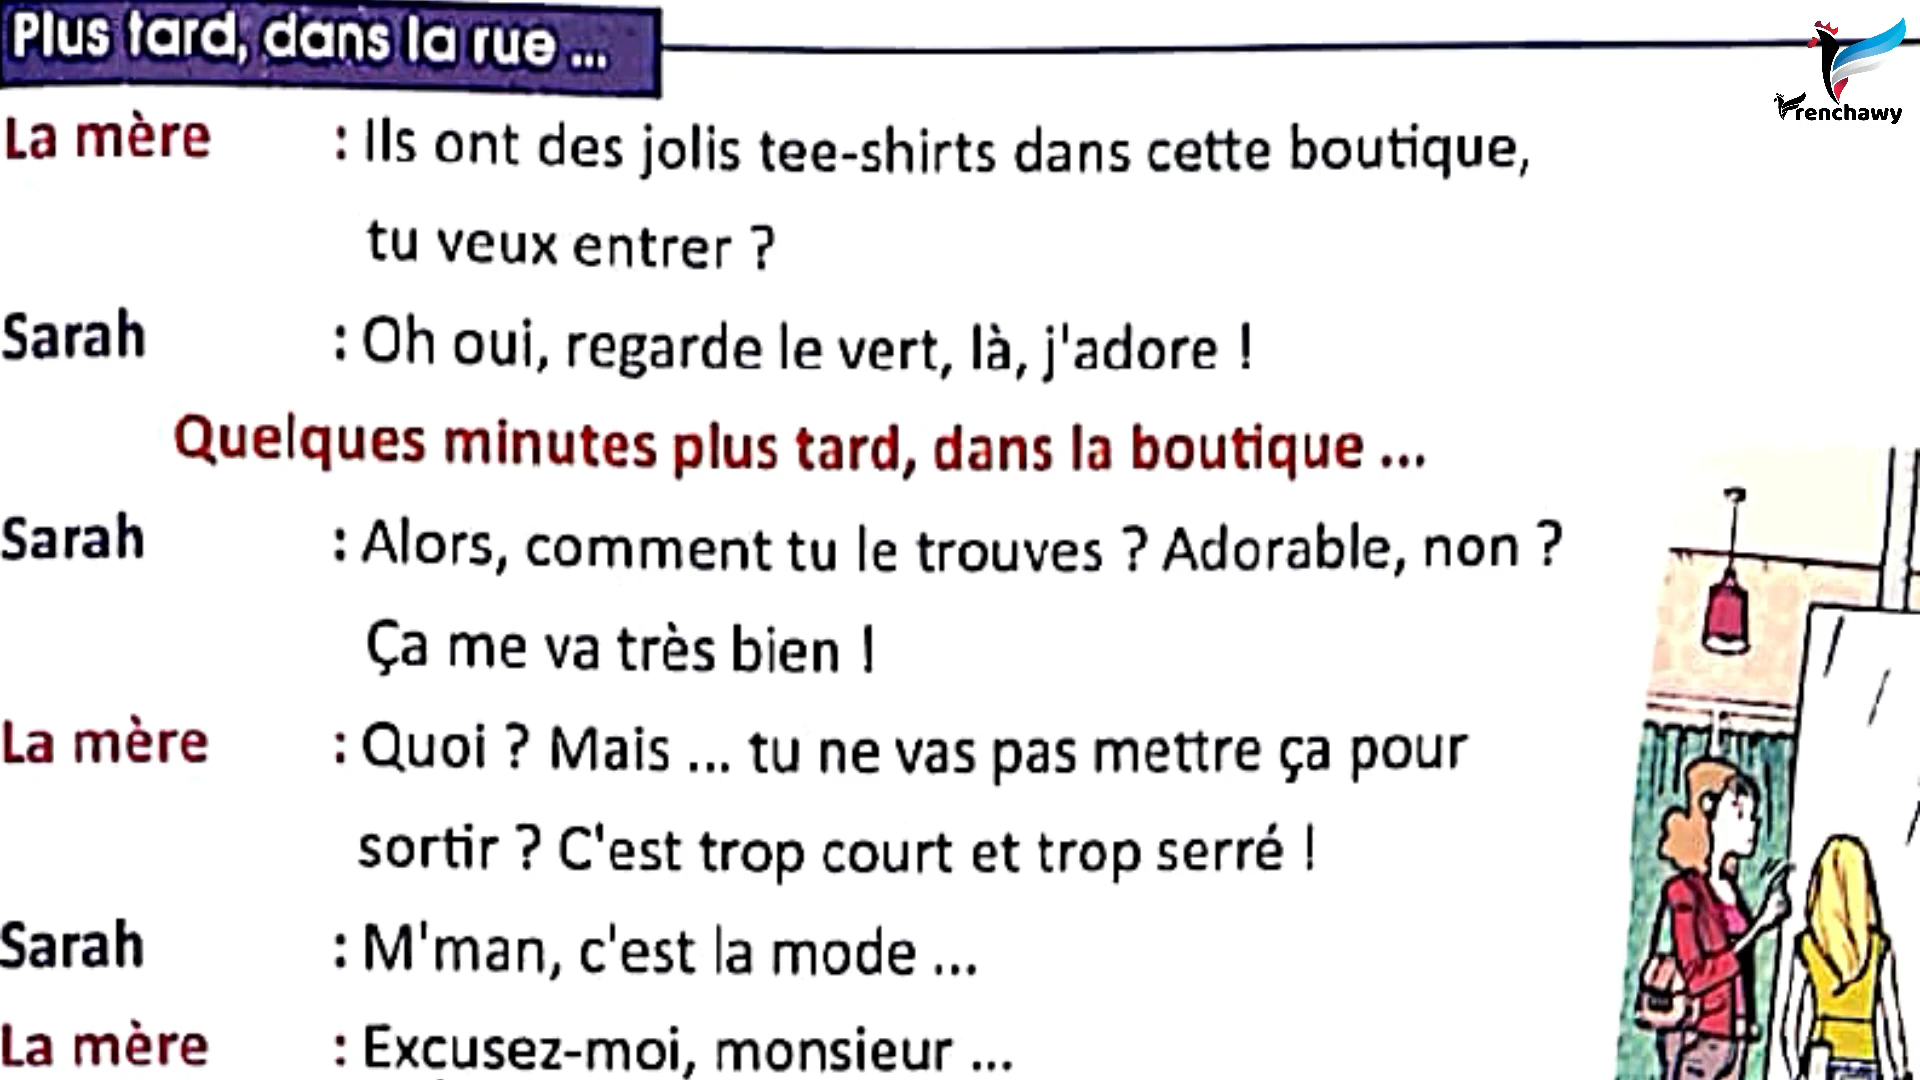 Plus tard, dans la rue ...
Frenchawy
La mère : Ils ont des jolis tee-shirts dans cette boutique,
tu veux entrer ?
Sarah : Oh oui, regarde le vert, là, j'adore !
Quelques minutes plus tard, dans la boutique ...
Sarah : Alors, comment tu le trouves ? Adorable, non ?
Ça me va très bien !
La mère : Quoi ? Mais ... tu ne vas pas mettre ça pour
sortir ? C'est trop court et trop serré !
Sarah : M'man, c'est la mode ...
La mère : Excusez-moi, monsieur ...